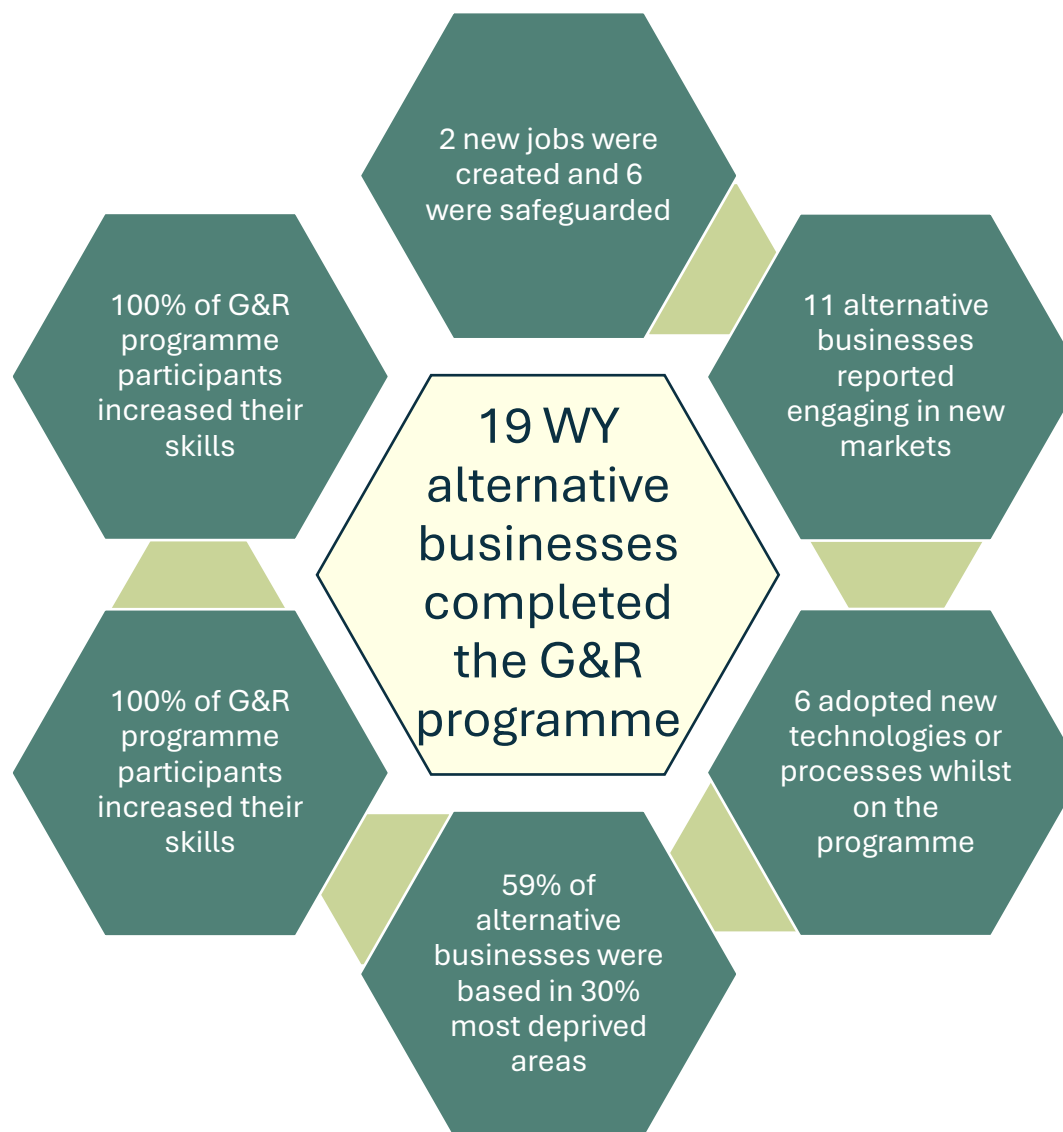 2 new jobs were
created and 6
were safeguarded
11 alternative
businesses
reported
engaging in new
markets
6 adopted new
technologies or
processes whilst
on the
programme
59% of
alternative
businesses were
based in 30%
most deprived
areas
100% of G&R
programme
participants
increased their
skills
100% of G&R
programme
participants
increased their
skills
19 WY
alternative
businesses
completed
the G&R
programme